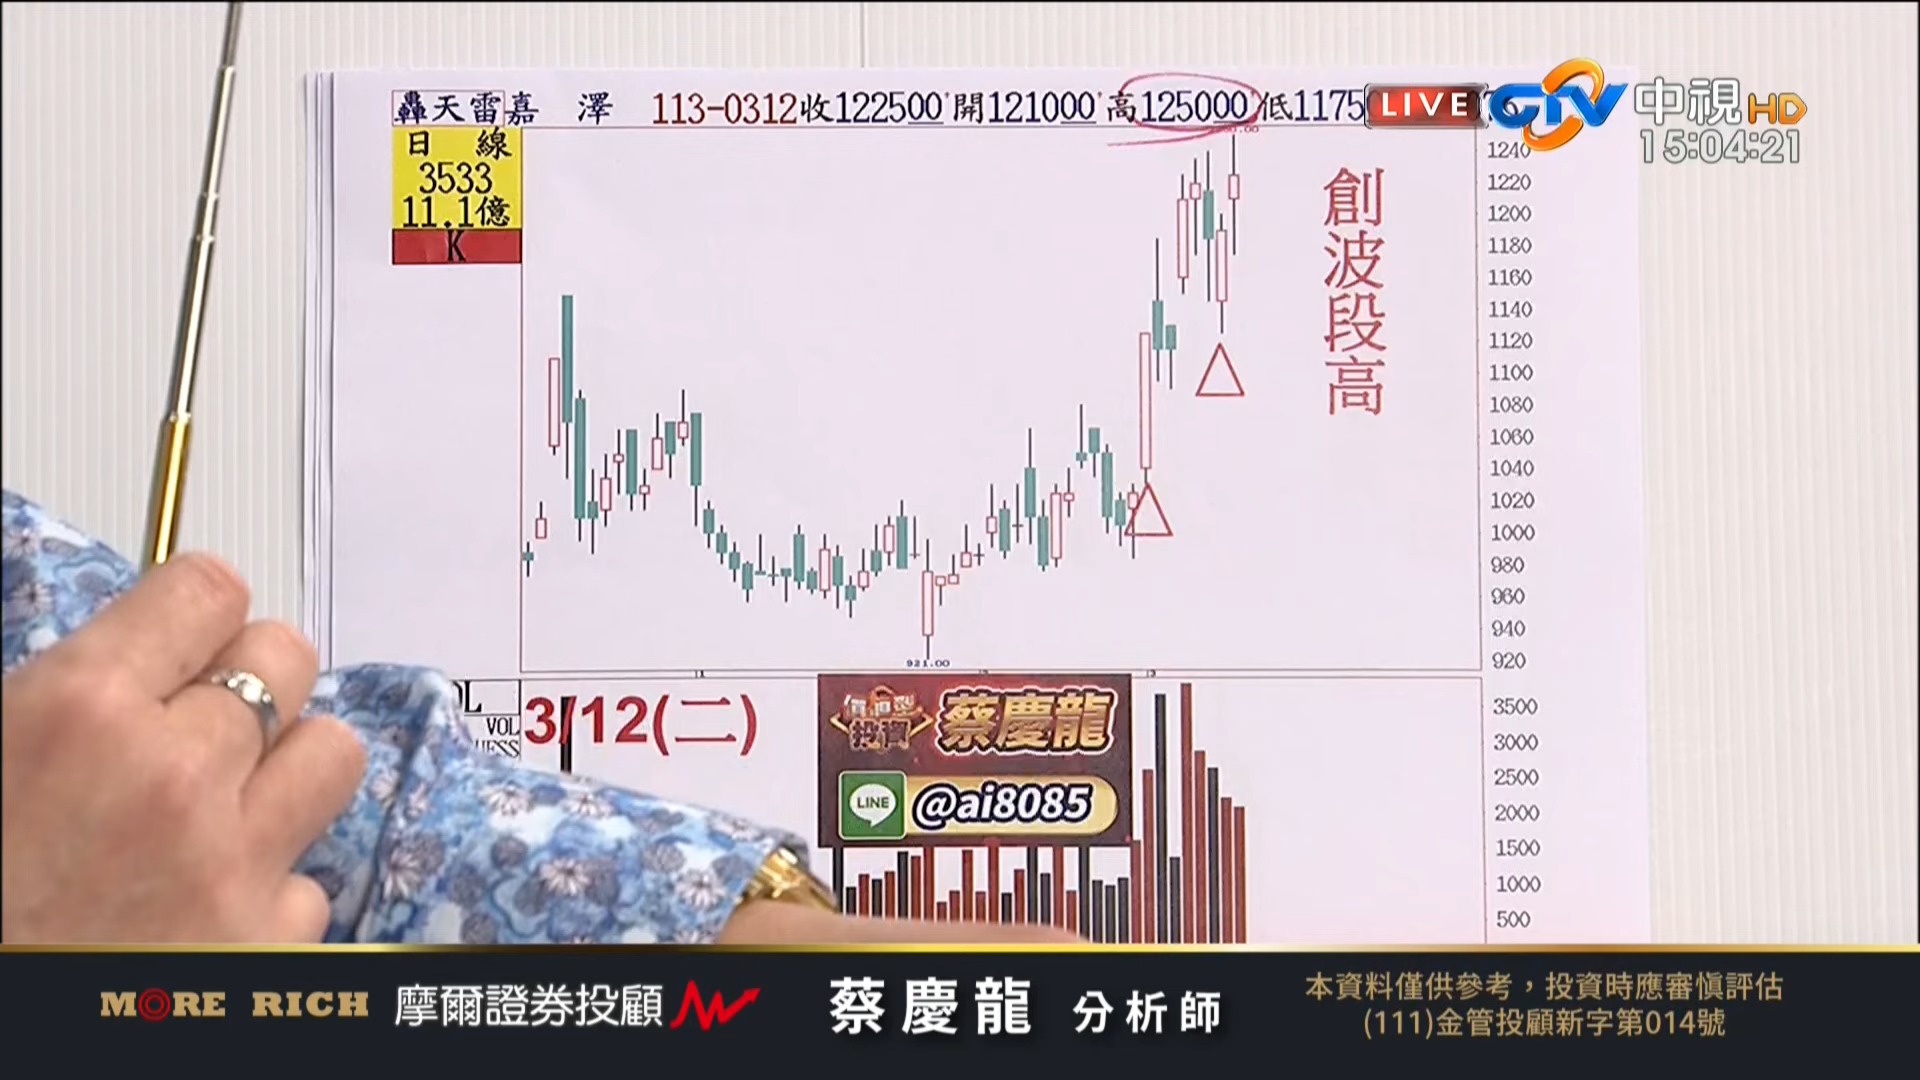 轟天雷嘉 澤 113-0312收122500開121000高125000低1175
LIVE
CTV中視HD
15:04:21
日 線
3533
11.1億
K
創波段高
1240
1220
1200
1180
1160
1140
1120
1100
1080
1060
1040
1020
1000
980
960
940
920
921.00
VOL
3/12(二)
價值型
投資
蔡慶龍
LINE
@ai8085
3500
3000
2500
2000
1500
1000
500
MORE RICH 摩爾證券投顧
蔡慶龍 分析師
本資料僅供參考，投資時應審慎評估
(111)金管投顧新字第014號